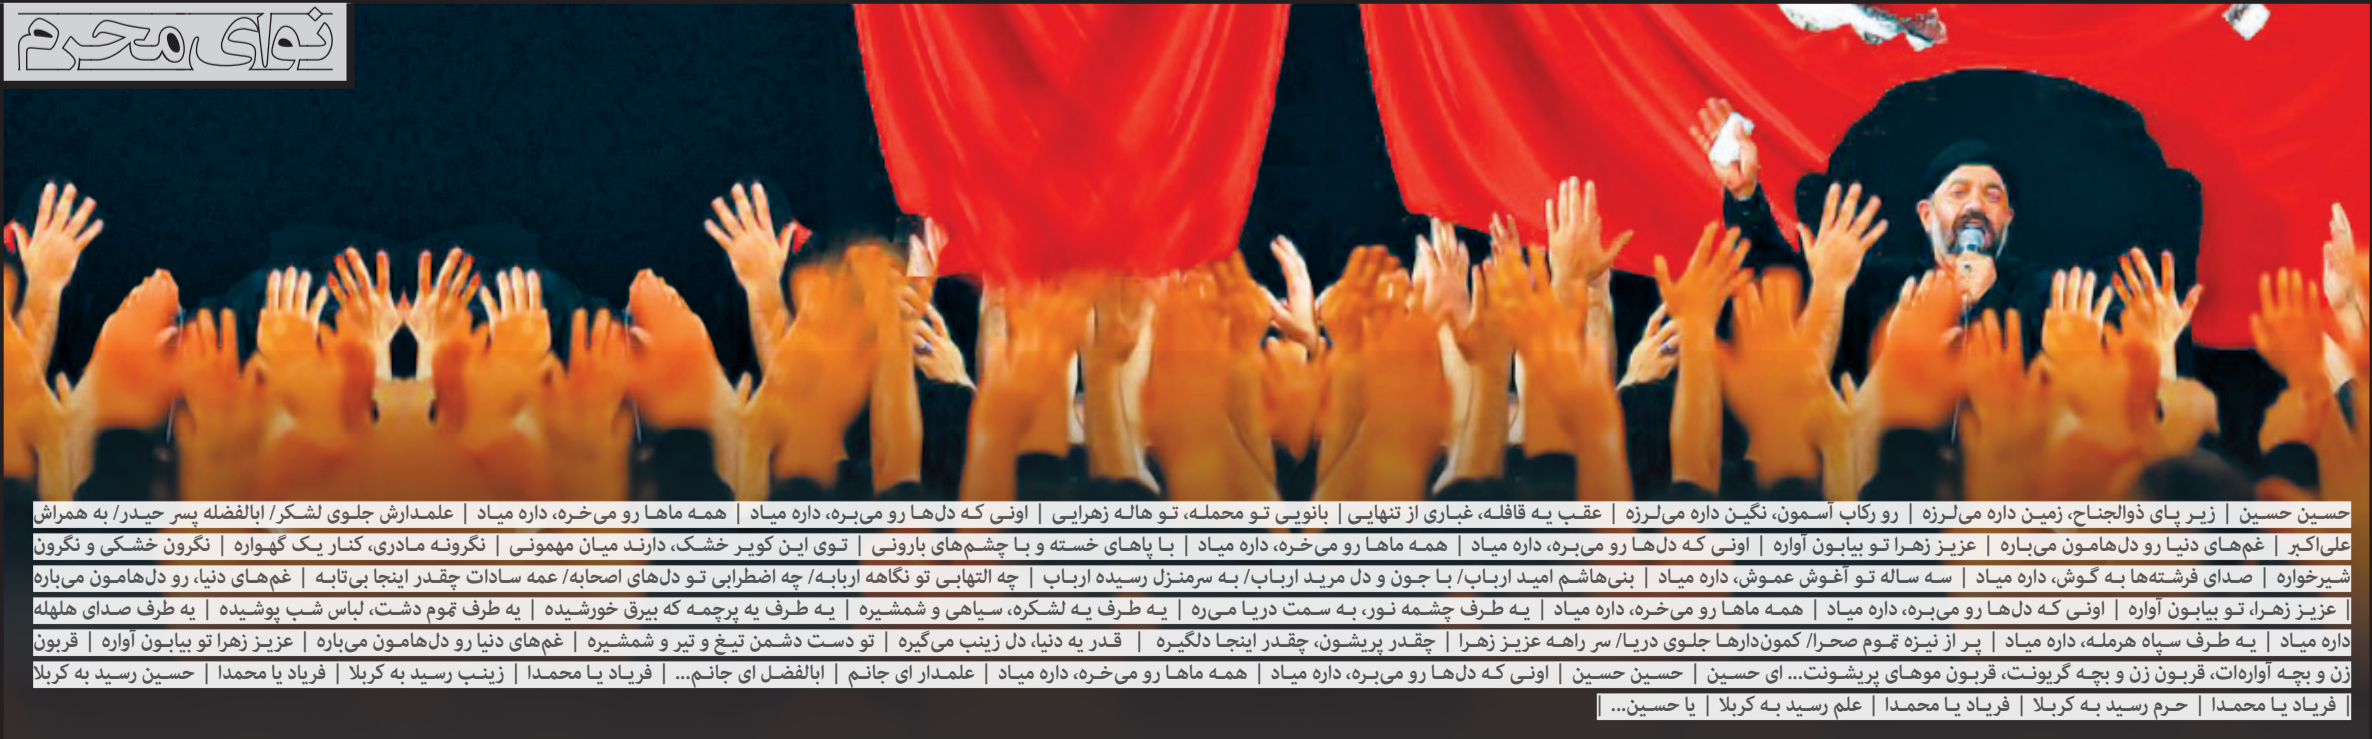 نوای محرم
حسین حسین | زیر پای ذوالجناح، زمین داره می‌لرزه | رو رکاب آسمون، نگین داره می‌لرزه | عقب یه قافله، غباری از تنهایی | بانویی تو محمله، تو هاله زهرایی | اونی که دل‌ها رو می‌بره، داره میاد | همه ماها رو می‌خره، داره میاد | علمدارش جلوی لشکر/ ابالفضله پسر حیدر/ به همراش
علی‌اکبر | غم‌های دنیا رو دل‌هامون می‌باره | عزیز زهرا تو بیابون آواره | اونی که دل‌ها رو می‌بره، داره میاد | همه ماها رو می‌خره، داره میاد | با پاهای خسته و با چشم‌های بارونی | توی این کویر خشک، دارند میان مهمونی | نگرونه مادری، کنار یک گهواره | نگرون خشکی و نگرون
شیرخواره | صدای فرشته‌ها به گوش، داره میاد | سه ساله تو آغوش عموش، داره میاد | بنی‌هاشم امید ارباب/ با جون و دل مرید ارباب/ به سرمنزل رسیده ارباب | چه التهابی تو نگاهه اربابه/ چه اضطرابی تو دل‌های اصحابه/ عمه سادات چقدر اینجا بی‌تابه | غم‌های دنیا، رو دل‌هامون می‌باره
| عزیز زهرا، تو بیابون آواره | اونی که دل‌ها رو می‌بره، داره میاد | همه ماها رو می‌خره، داره میاد | یه طرف چشمه نور، به سمت دریا می‌ره | یه طرف یه لشکره، سیاهی و شمشیره | یه طرف یه پرچمه که بیرق خورشیده | یه طرف تموم دشت، لباس شب پوشیده | یه طرف صدای هلهله
داره میاد | یه طرف سپاه هرمله، داره میاد | پر از نیزه تموم صحرا/ کمون‌دارها جلوی دریا/ سر راهه عزیز زهرا | چقدر پریشون، چقدر اینجا دلگیره | قدر یه دنیا، دل زینب می‌گیره | تو دست دشمن تیغ و تیر و شمشیره | غم‌های دنیا رو دل‌هامون می‌باره | عزیز زهرا تو بیابون آواره | قربون
زن و بچه آواره‌ات، قربون زن و بچه گریونت، قربون موهای پریشونت... ای حسین | حسین حسین | اونی که دل‌ها رو می‌بره، داره میاد | همه ماها رو می‌خره، داره میاد | علمدار ای جانم | ابالفضل ای جانم... | فریاد یا محمدا | زینب رسید به کربلا | فریاد یا محمدا | حسین رسید به کربلا
| فریاد یا محمدا | حرم رسید به کربلا | فریاد یا محمدا | علم رسید به کربلا | یا حسین... |